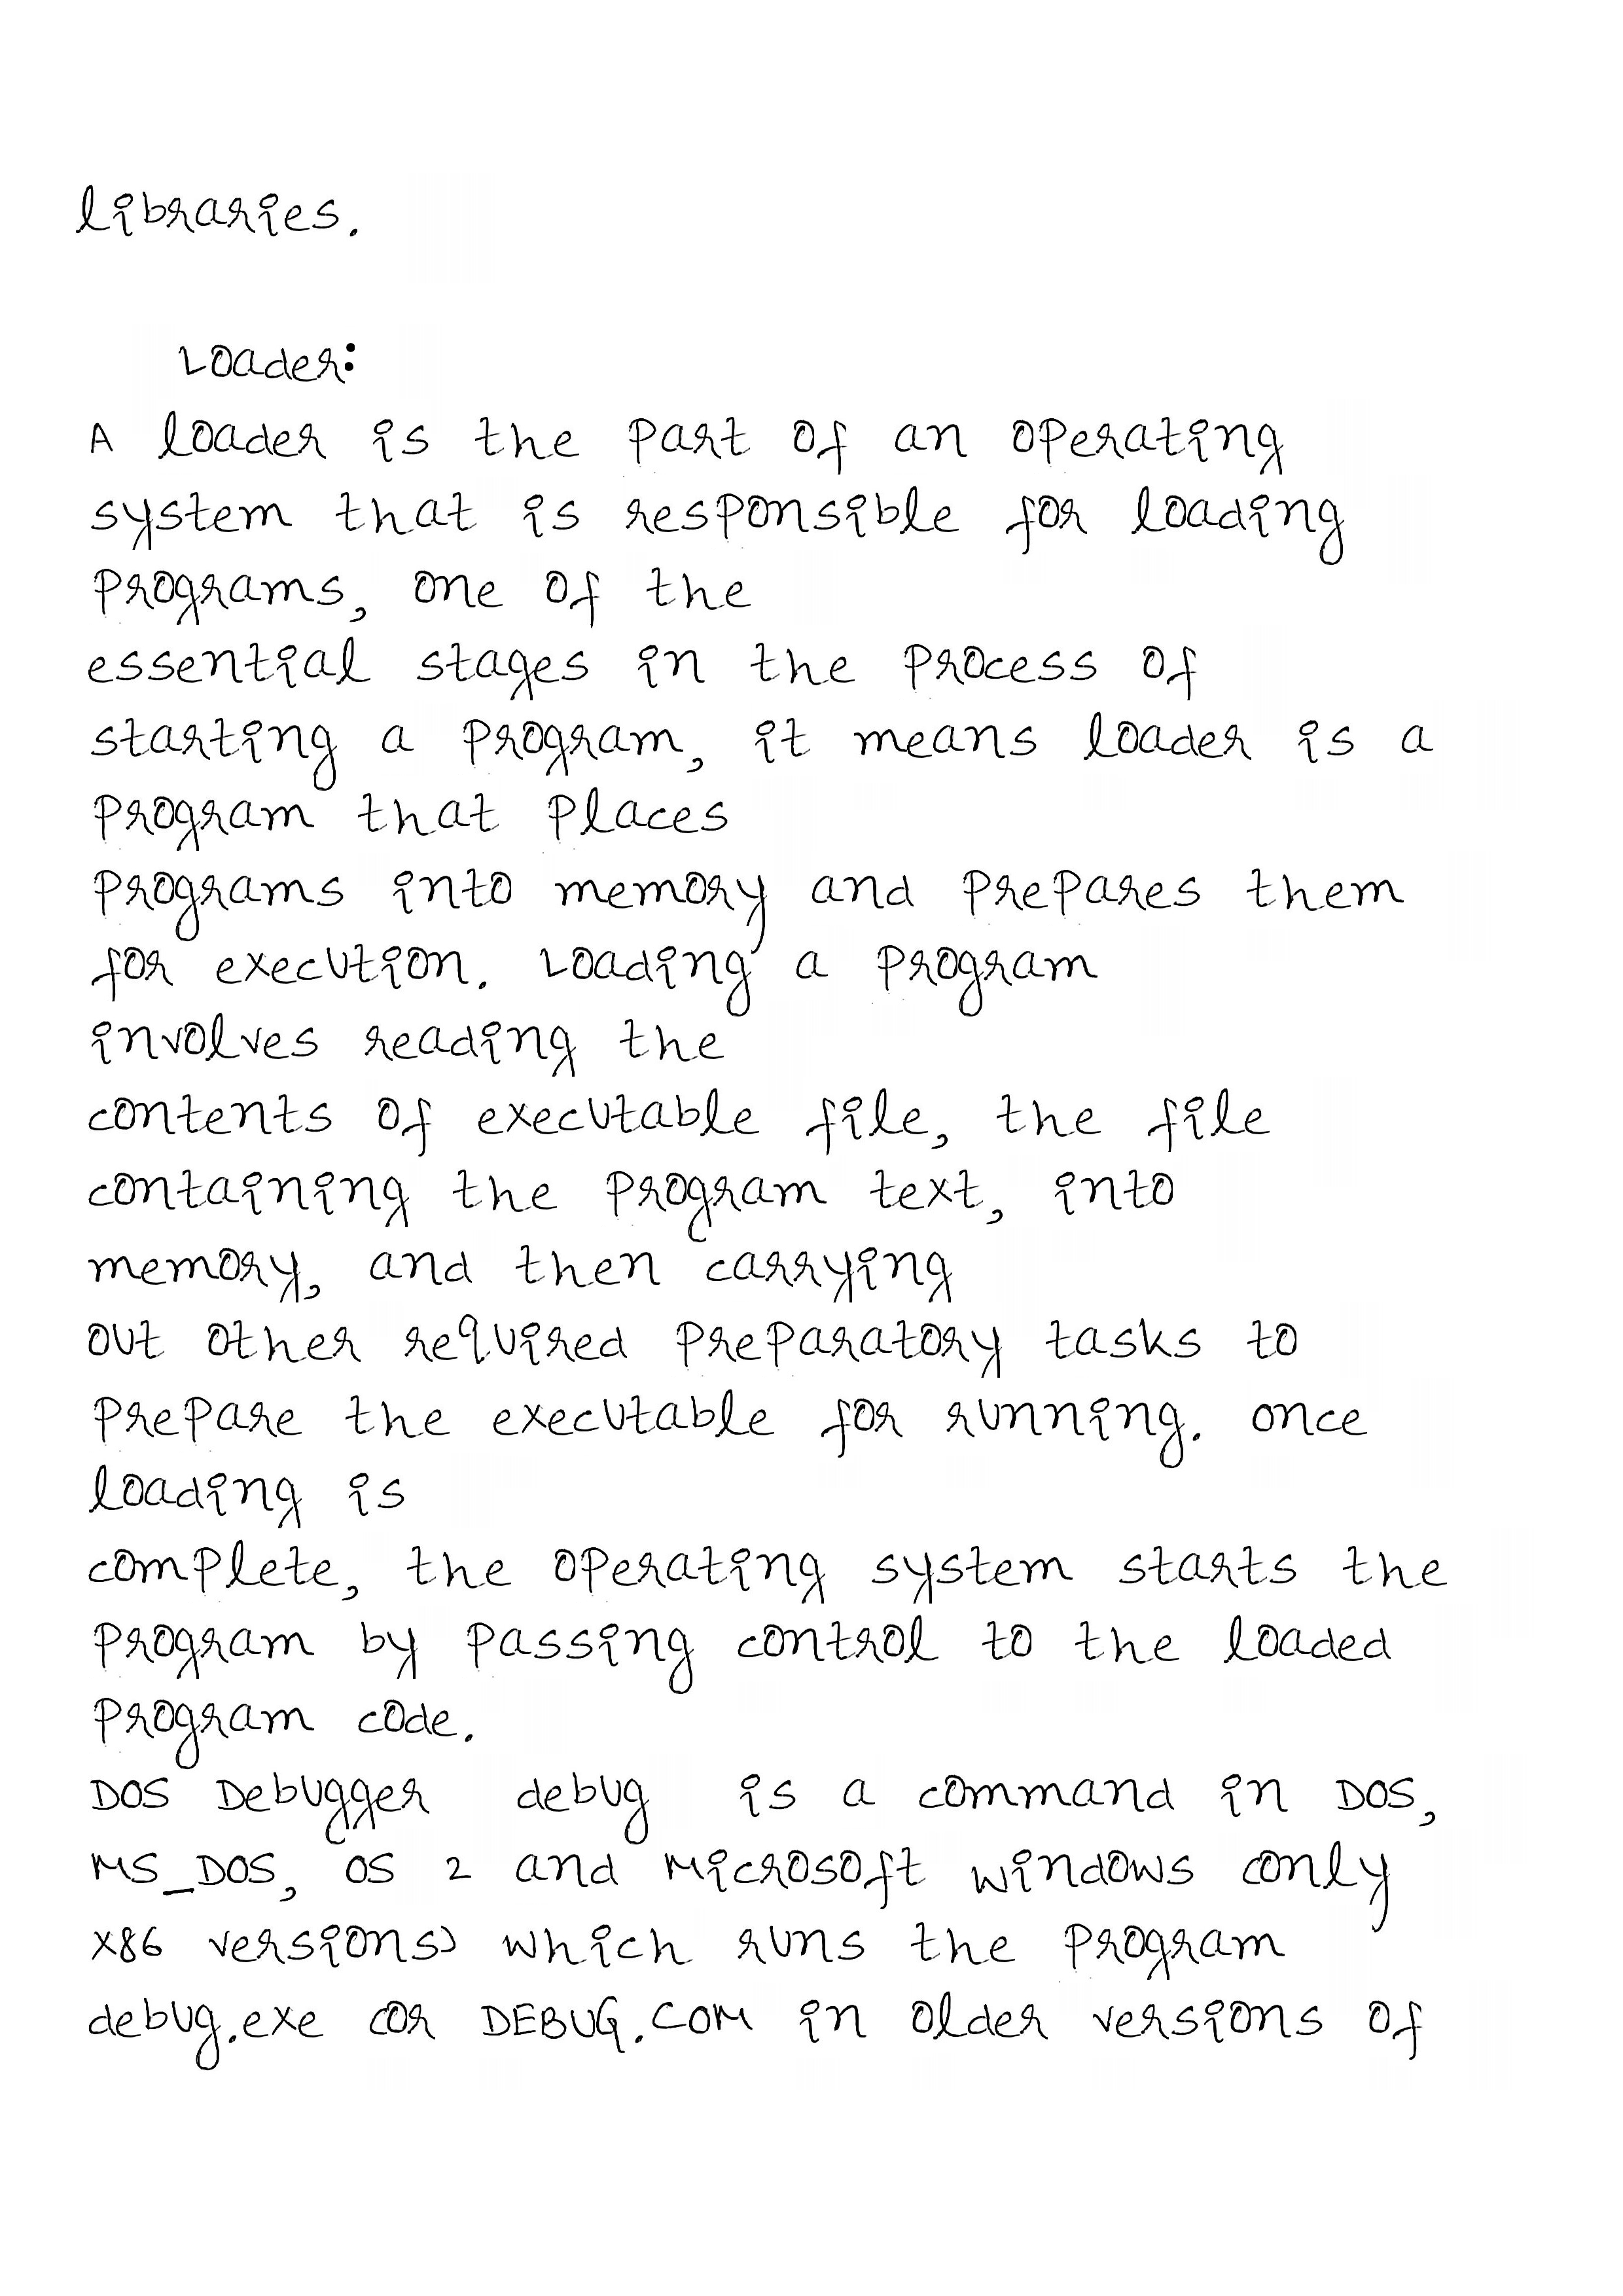 libraries.
Loader:
A loader is the part of an operating
system that is responsible for loading
programs, one of the
essential stages in the process of
starting a program, it means loader is a
program that places
programs into memory and prepares them
for execution. Loading a program
involves reading the
contents of executable file, the file
containing the program text, into
memory, and then carrying
out other required preparatory tasks to
prepare the executable for running. once
loading is
complete, the operating system starts the
program by passing control to the loaded
program code.
DOS Debugger debug is a command in DOS,
MS_DOS, OS 2 and Microsoft Windows (only
x86 versions) which runs the program
debug.exe (or DEBUG.COM in older versions of